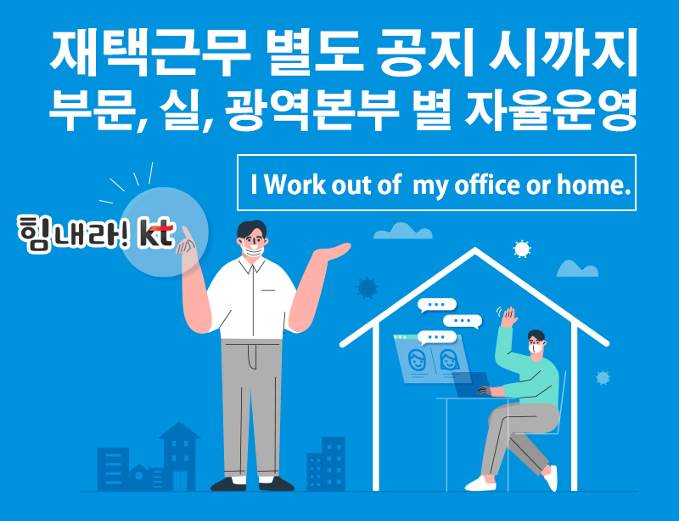 재택근무 별도 공지 시까지
부문, 실, 광역본부 별 자율운영
I Work out of my office or home.
힘내라! kt